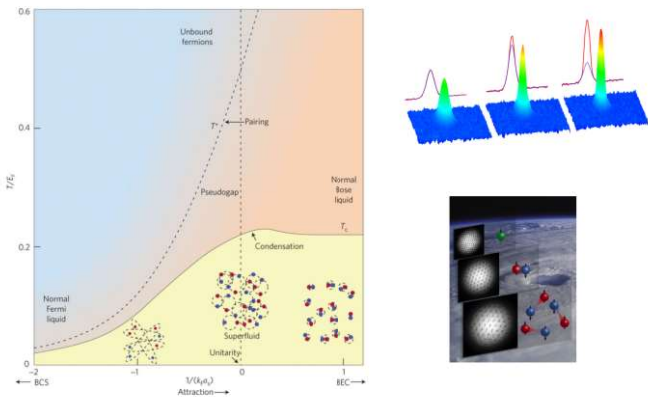 0.6
Unbound
fermions
T*
Pairing
0.4
T/E_F
Pseudogap
Normal
Bose
liquid
T_c
0.2
Condensation
Normal
Fermi
liquid
Superfluid
Unitarity
0
−2
−1
0
1
BCS
1/(k_F a_s)
BEC
Attraction